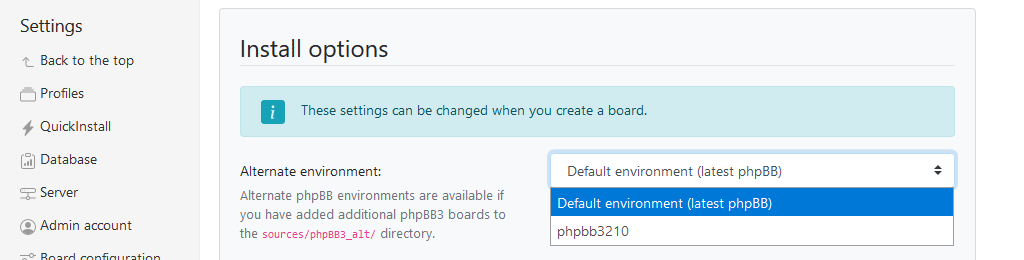 Settings
Back to the top
Profiles
QuickInstall
Database
Server
Admin account
Board configuration
Install options
These settings can be changed when you create a board.
Alternate environment:
Alternate phpBB environments are available if
you have added additional phpBB3 boards to
the sources/phpBB3_alt/ directory.
Default environment (latest phpBB)
Default environment (latest phpBB)
phpbb3210